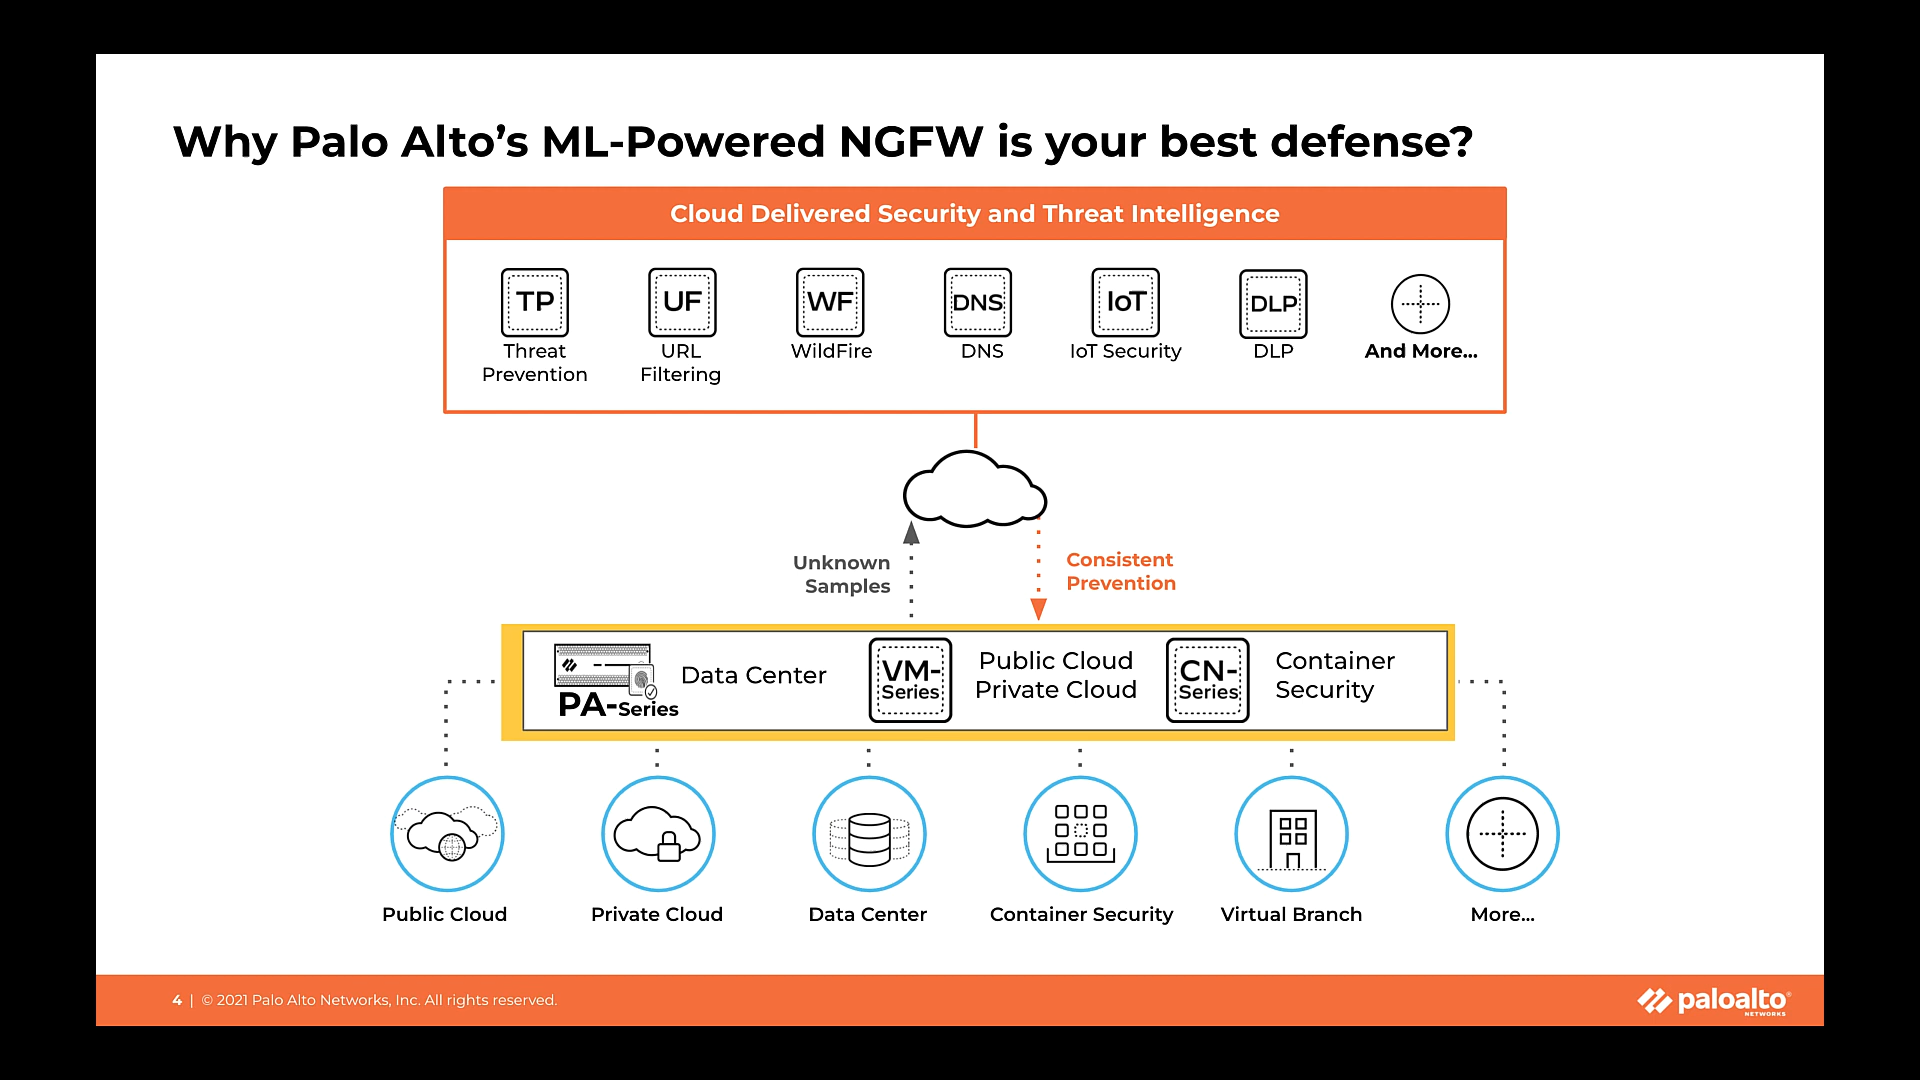 Why Palo Alto’s ML-Powered NGFW is your best defense?
Cloud Delivered Security and Threat Intelligence
TP
UF
WF
DNS
IoT
DLP
Threat
Prevention
URL
Filtering
WildFire
DNS
IoT Security
DLP
And More...
Unknown
Samples
Consistent
Prevention
PA-Series
Data Center
VM-
Series
Public Cloud
Private Cloud
CN-
Series
Container
Security
Public Cloud
Private Cloud
Data Center
Container Security
Virtual Branch
More...
4 | © 2021 Palo Alto Networks, Inc. All rights reserved.
paloalto®
NETWORKS